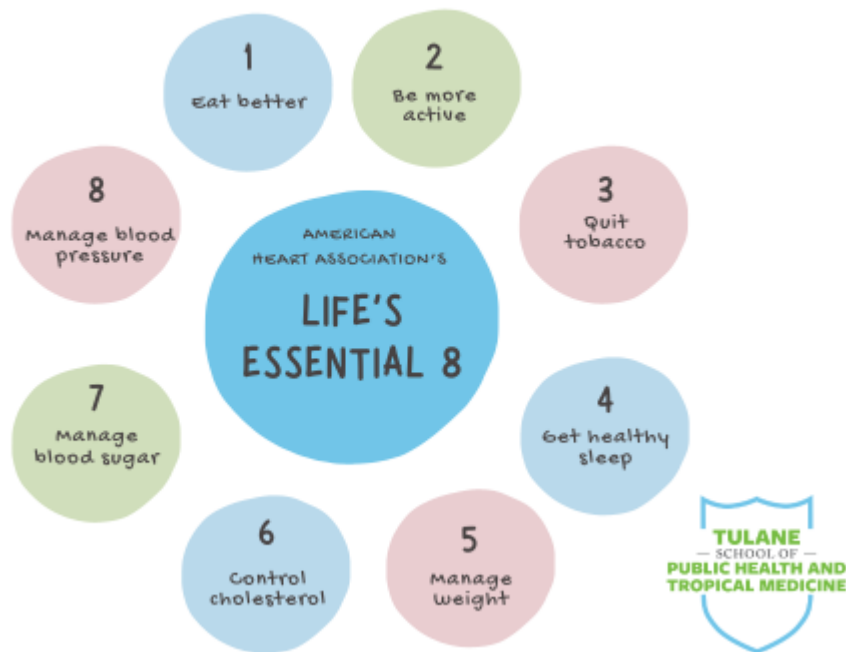 AMERICAN
HEART ASSOCIATION'S
LIFE'S
ESSENTIAL 8
1
Eat better
2
Be more
active
3
Quit
tobacco
4
Get healthy
sleep
5
Manage
weight
6
Control
cholesterol
7
Manage
blood sugar
8
Manage blood
pressure
TULANE
— SCHOOL OF —
PUBLIC HEALTH AND
TROPICAL MEDICINE